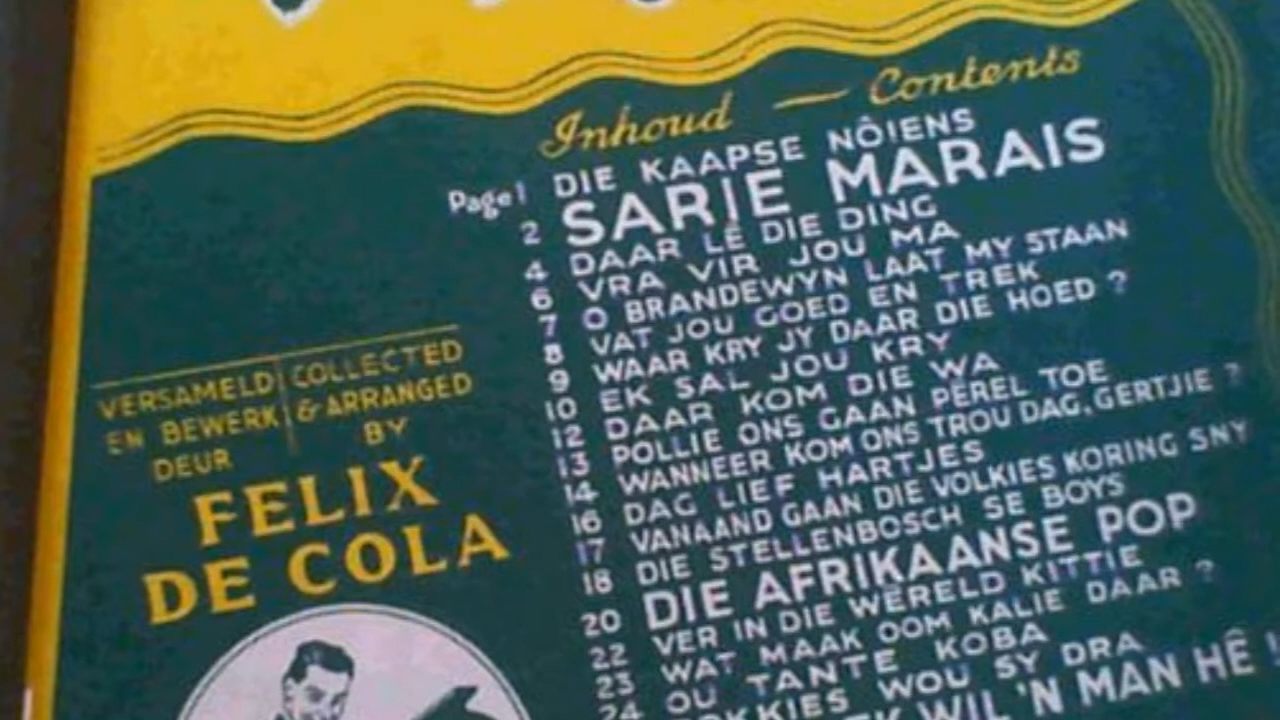 Inhoud — Contents
Page 1 DIE KAAPSE NÔIENS
2 SARIE MARAIS
4 DAAR LÊ DIE DING
6 VRA VIR JOU MA
7 O BRANDEWYN LAAT MY STAAN
8 VAT JOU GOED EN TREK
9 WAAR KRY JY DAAR DIE HOED ?
10 EK SAL JOU KRY
12 DAAR KOM DIE WA
13 POLLIE ONS GAAN PÊREL TOE
14 WANNEER KOM ONS TROU DAG, GERTJIE ?
16 DAG LIEF HARTJES
17 VANAAND GAAN DIE VOLKIES KORING SNY
18 DIE STELLENBOSCH SE BOYS
20 DIE AFRIKAANSE POP
22 VER IN DIE WÊRELD KITTIE
23 WAT MAAK OOM KALIE DAAR ?
24 OU TANTE KOBA
WOU SY DRA
WIL 'N MAN HÊ !
VERSAMELD EN BEWERK DEUR
COLLECTED & ARRANGED BY
FELIX
DE COLA